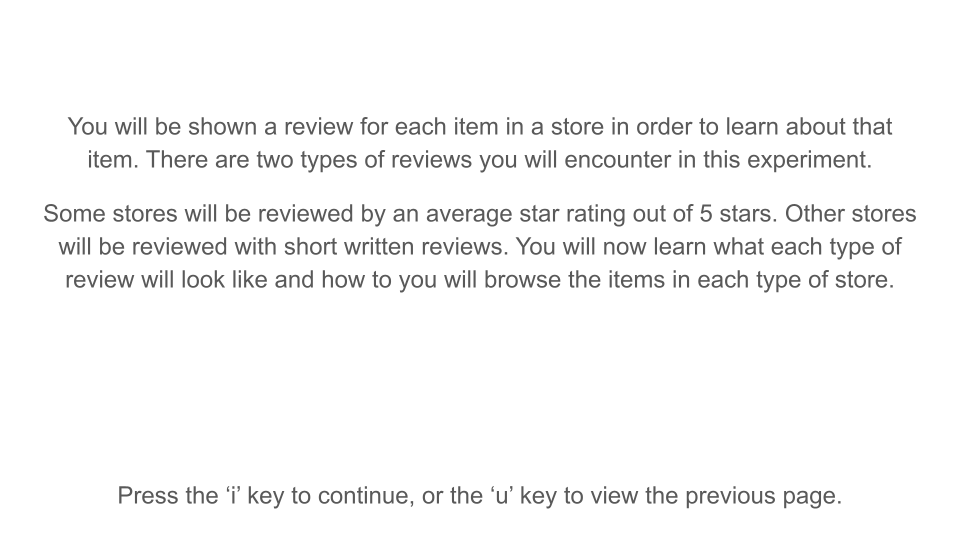 You will be shown a review for each item in a store in order to learn about that
item. There are two types of reviews you will encounter in this experiment.
Some stores will be reviewed by an average star rating out of 5 stars. Other stores
will be reviewed with short written reviews. You will now learn what each type of
review will look like and how to you will browse the items in each type of store.
Press the ‘i’ key to continue, or the ‘u’ key to view the previous page.